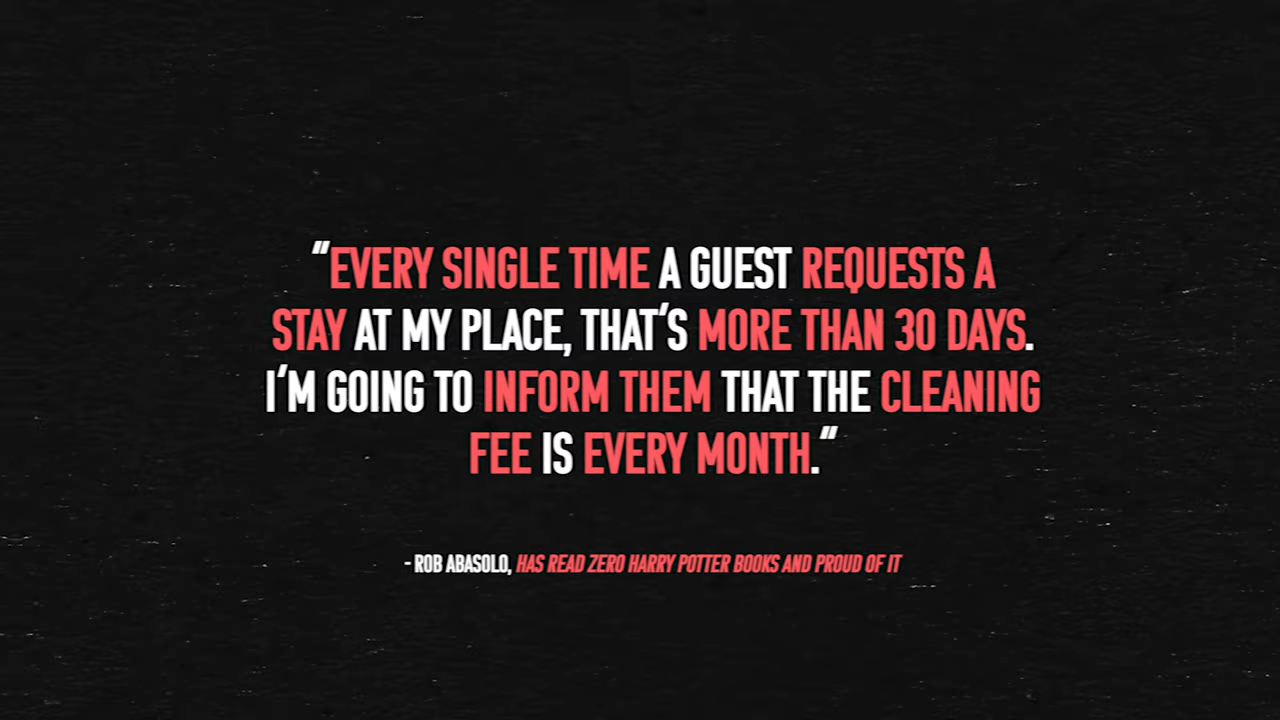 "EVERY SINGLE TIME A GUEST REQUESTS A
STAY AT MY PLACE, THAT'S MORE THAN 30 DAYS.
I'M GOING TO INFORM THEM THAT THE CLEANING
FEE IS EVERY MONTH."
- ROB ABASOLO, HAS READ ZERO HARRY POTTER BOOKS AND PROUD OF IT